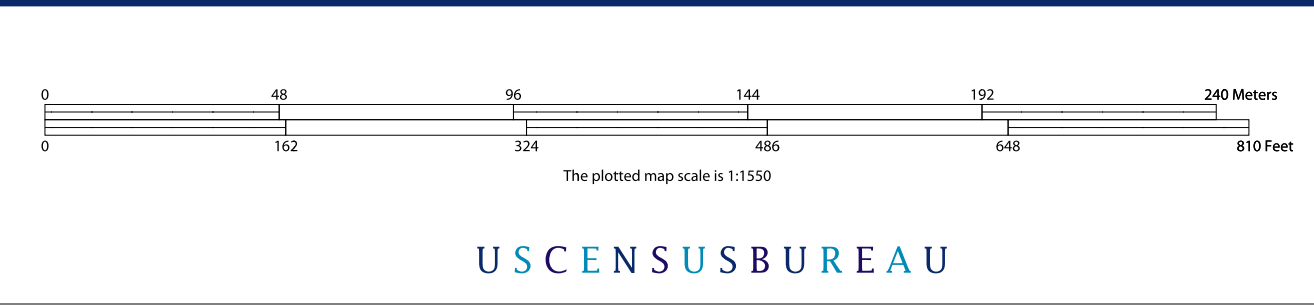 0 48 96 144 192 240 Meters
0 162 324 486 648 810 Feet
The plotted map scale is 1:1550
USCENSUSBUREAU